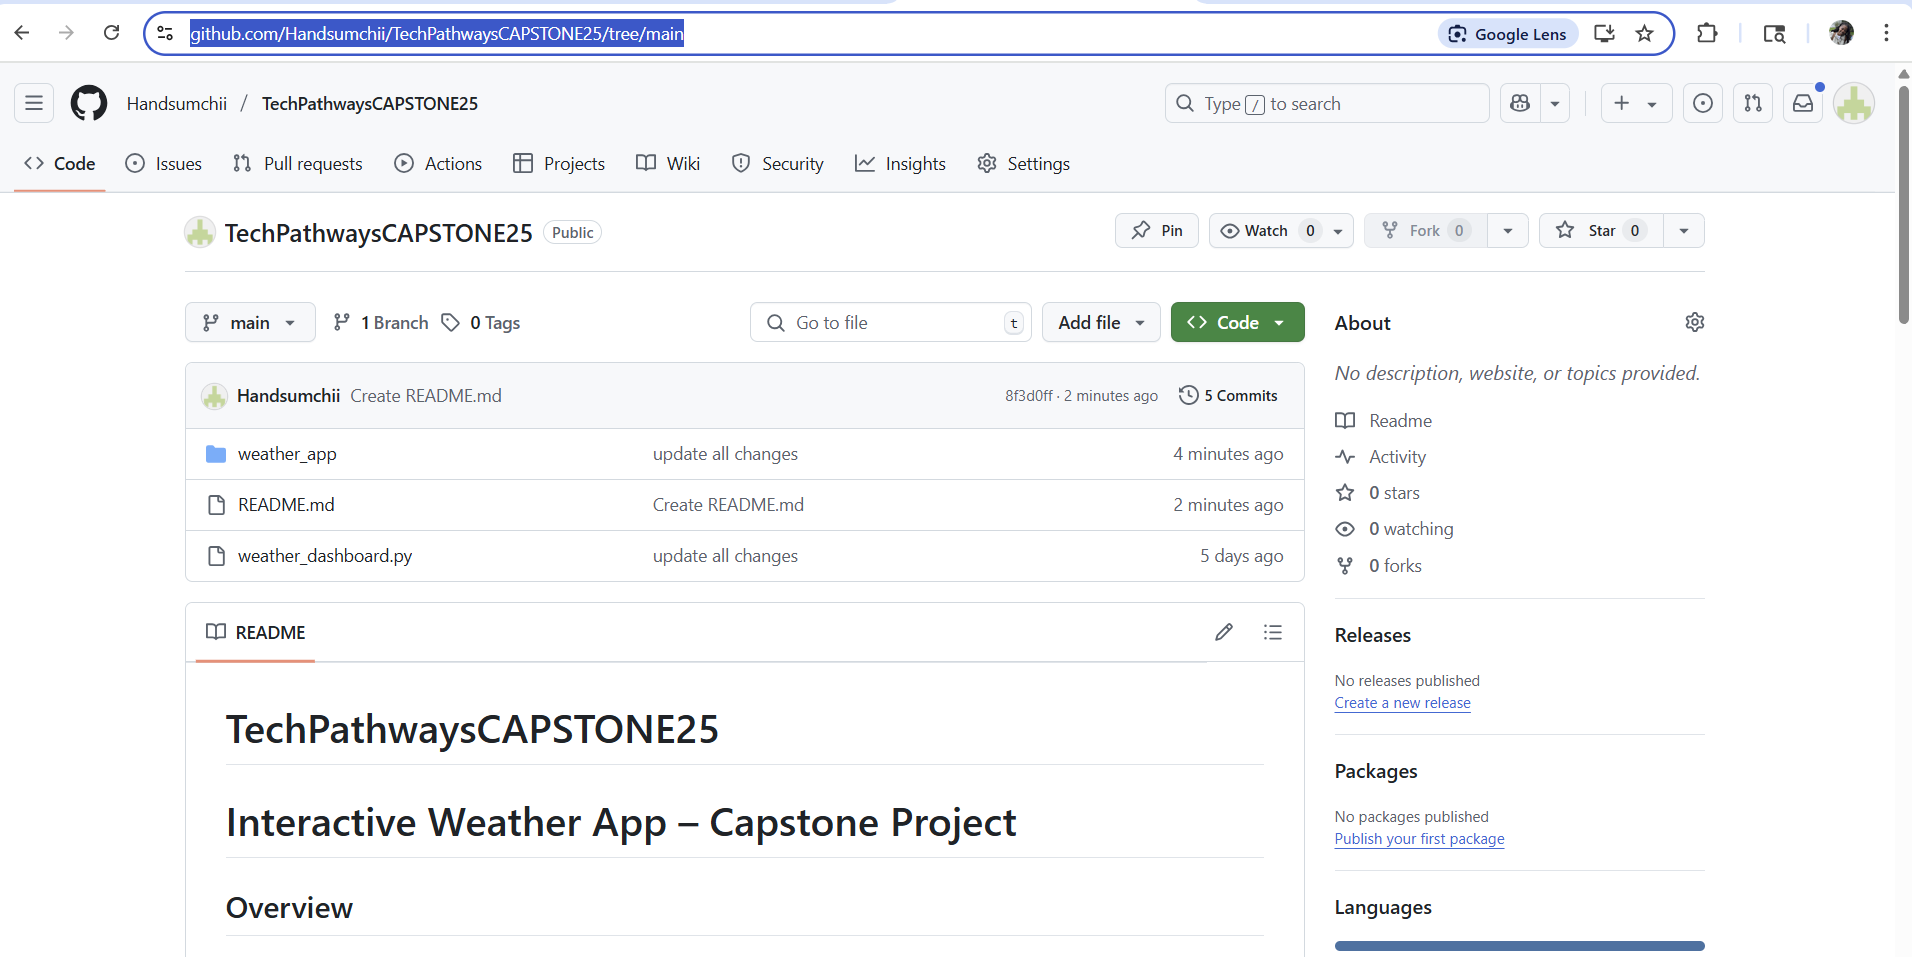 github.com/Handsumchii/TechPathwaysCAPSTONE25/tree/main
Google Lens
Handsumchii / TechPathwaysCAPSTONE25
Type / to search
Code Issues Pull requests Actions Projects Wiki Security Insights Settings
TechPathwaysCAPSTONE25 Public
Pin Watch 0 Fork 0 Star 0
main 1 Branch 0 Tags
Go to file t Add file Code
Handsumchii Create README.md 8f3d0ff · 2 minutes ago 5 Commits
weather_app update all changes 4 minutes ago
README.md Create README.md 2 minutes ago
weather_dashboard.py update all changes 5 days ago
README
TechPathwaysCAPSTONE25
Interactive Weather App – Capstone Project
Overview
About
No description, website, or topics provided.
Readme
Activity
0 stars
0 watching
0 forks
Releases
No releases published
Create a new release
Packages
No packages published
Publish your first package
Languages